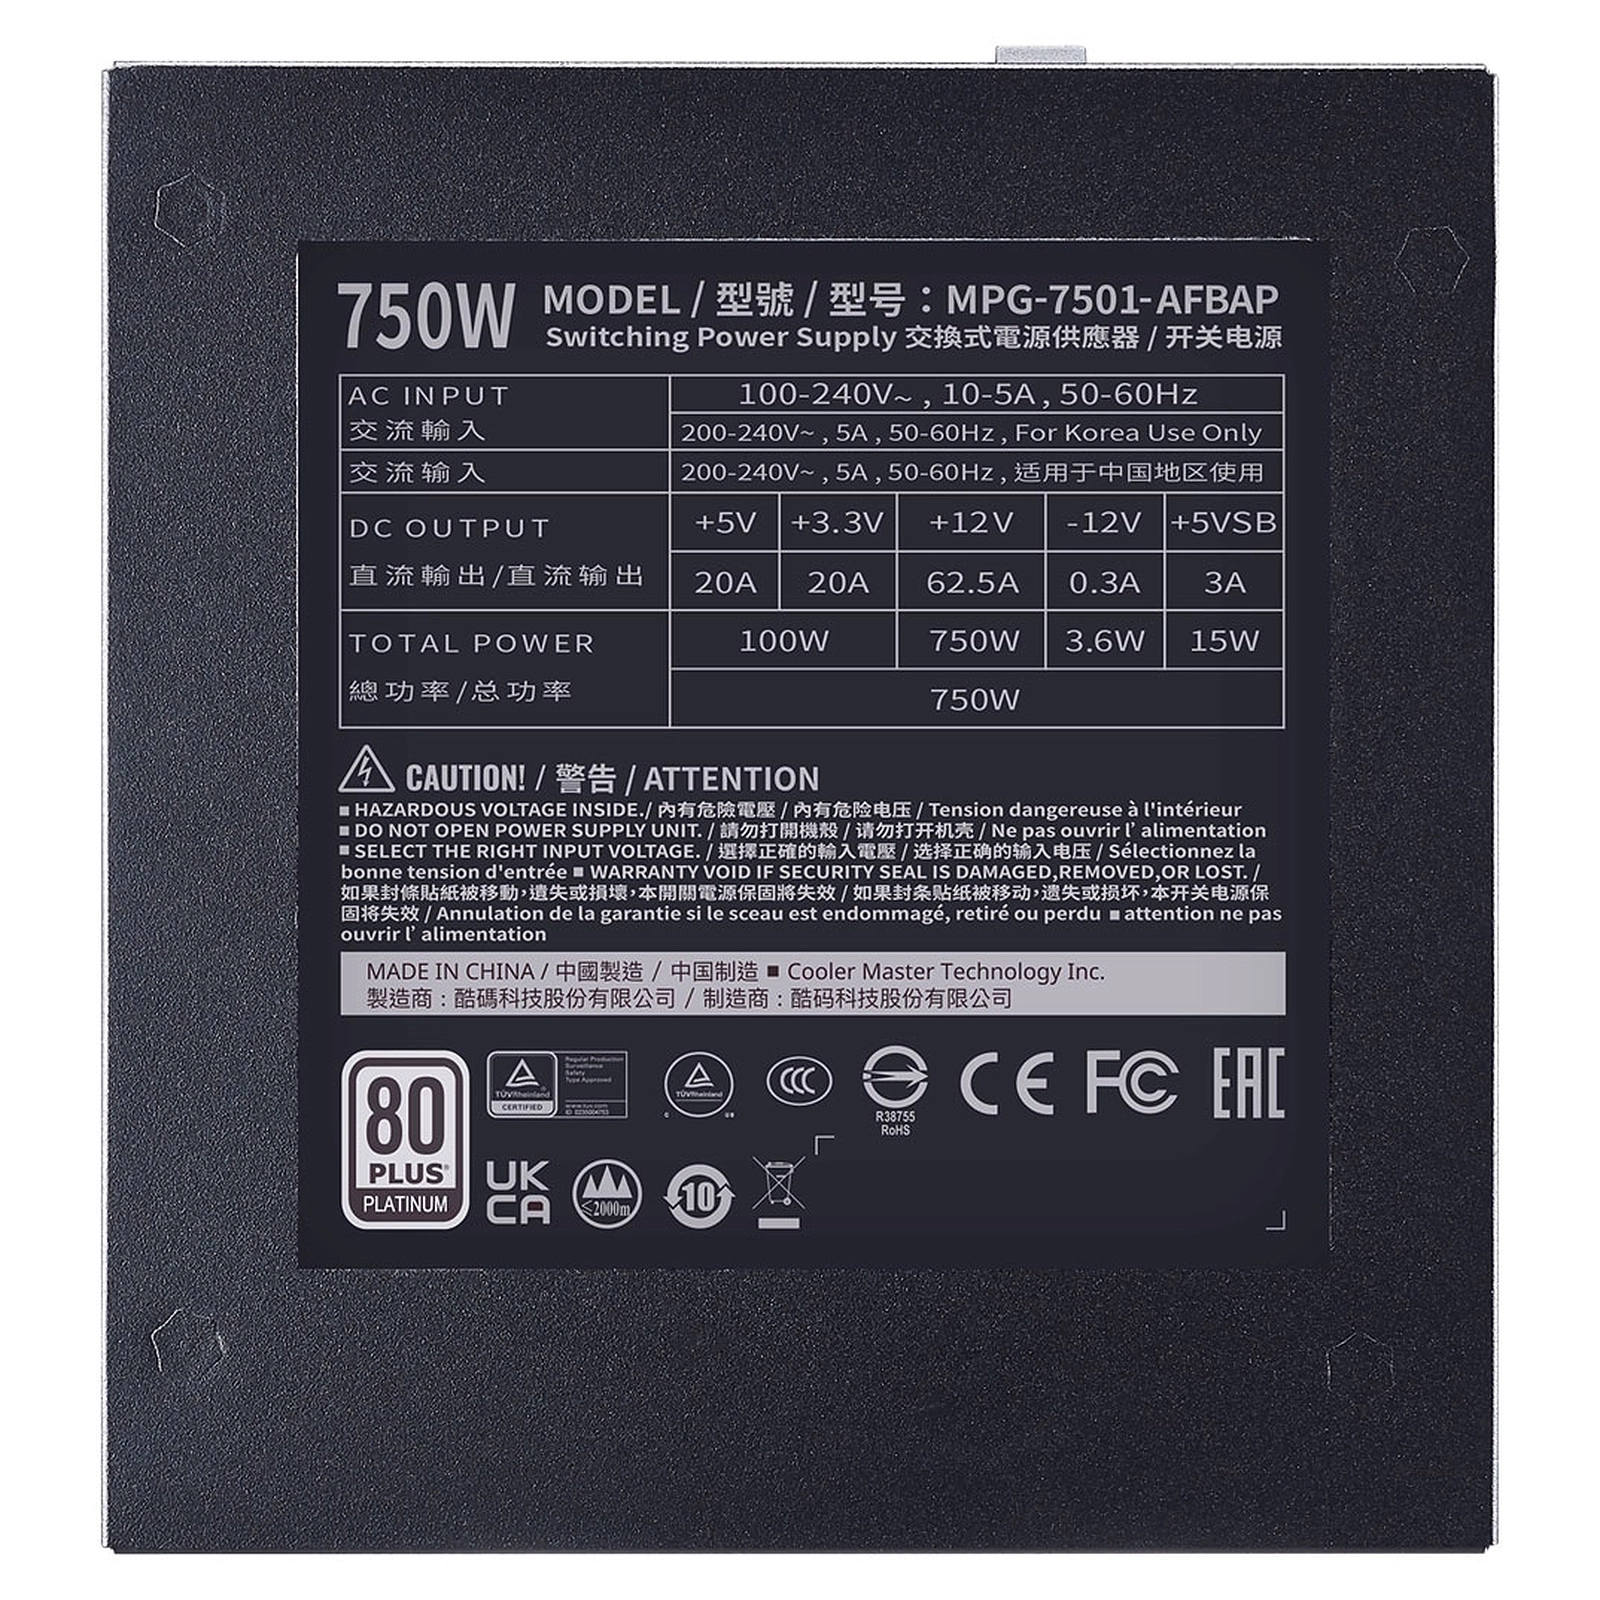 750W MODEL / 型號 / 型号：MPG-7501-AFBAP
Switching Power Supply 交換式電源供應器 / 开关电源
AC INPUT 100-240V~ , 10-5A , 50-60Hz
交流輸入 200-240V~ , 5A , 50-60Hz , For Korea Use Only
交流输入 200-240V~ , 5A , 50-60Hz , 适用于中国地区使用
DC OUTPUT +5V +3.3V +12V -12V +5VSB
直流輸出/直流输出 20A 20A 62.5A 0.3A 3A
TOTAL POWER 100W 750W 3.6W 15W
總功率/总功率 750W
CAUTION! / 警告 / ATTENTION
■ HAZARDOUS VOLTAGE INSIDE./ 內有危險電壓 / 内有危险电压 / Tension dangereuse à l'intérieur
■ DO NOT OPEN POWER SUPPLY UNIT. / 請勿打開機殼 / 请勿打开机壳 / Ne pas ouvrir l' alimentation
■ SELECT THE RIGHT INPUT VOLTAGE. / 選擇正確的輸入電壓 / 选择正确的输入电压 / Sélectionnez la
bonne tension d'entrée ■ WARRANTY VOID IF SECURITY SEAL IS DAMAGED,REMOVED,OR LOST. /
如果封條貼紙被移動，遺失或損壞，本開關電源保固將失效 / 如果封条贴纸被移动，遗失或损坏，本开关电源保
固将失效 / Annulation de la garantie si le sceau est endommagé, retiré ou perdu ■ attention ne pas
ouvrir l' alimentation
MADE IN CHINA / 中國製造 / 中国制造 ■ Cooler Master Technology Inc.
製造商：酷碼科技股份有限公司 / 制造商：酷码科技股份有限公司
80
PLUS®
PLATINUM
TÜVRheinland
CERTIFIED
Regular Production
Surveillance
Safety
Type Approved
www.tuv.com
TÜVRheinland
C US
CCC
R38755
RoHS
CE FC EAC
UK
CA
≤2000m
10